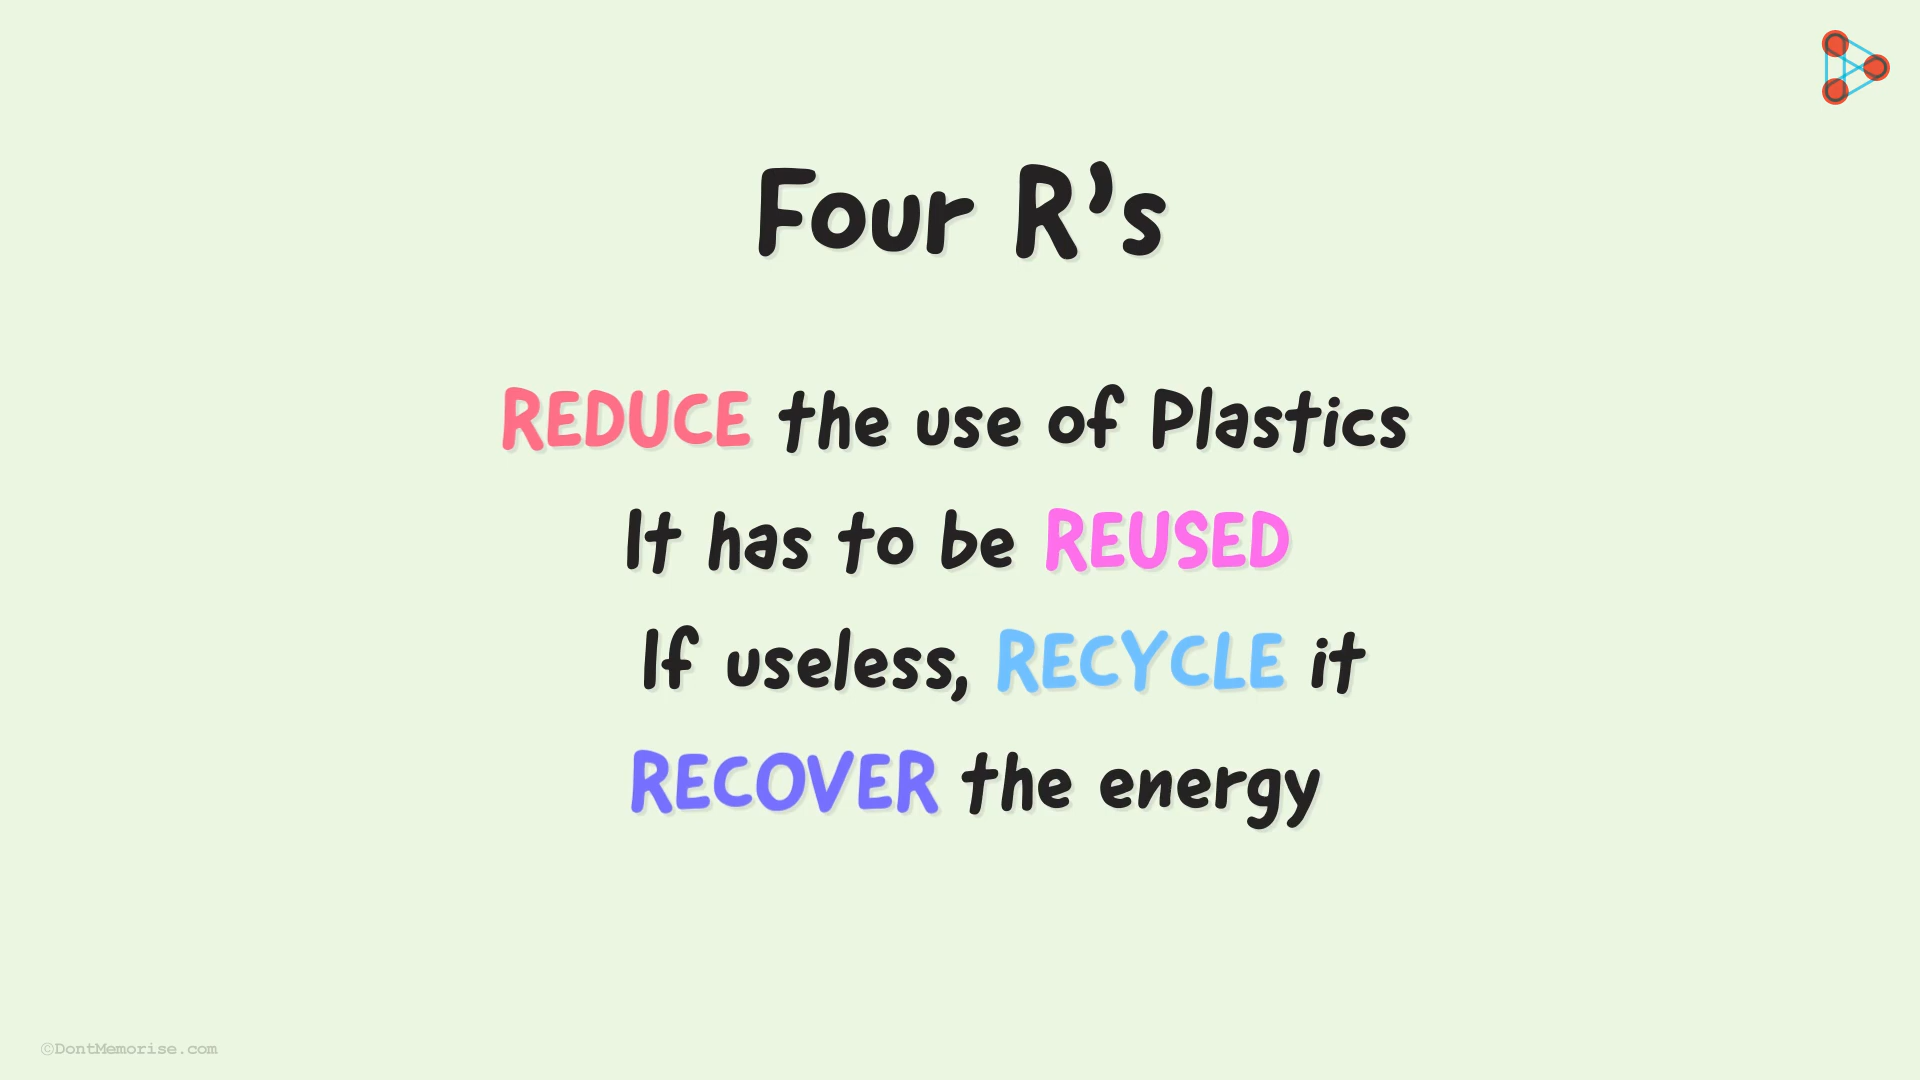 Four R's
REDUCE the use of Plastics
It has to be REUSED
If useless, RECYCLE it
RECOVER the energy
©DontMemorise.com